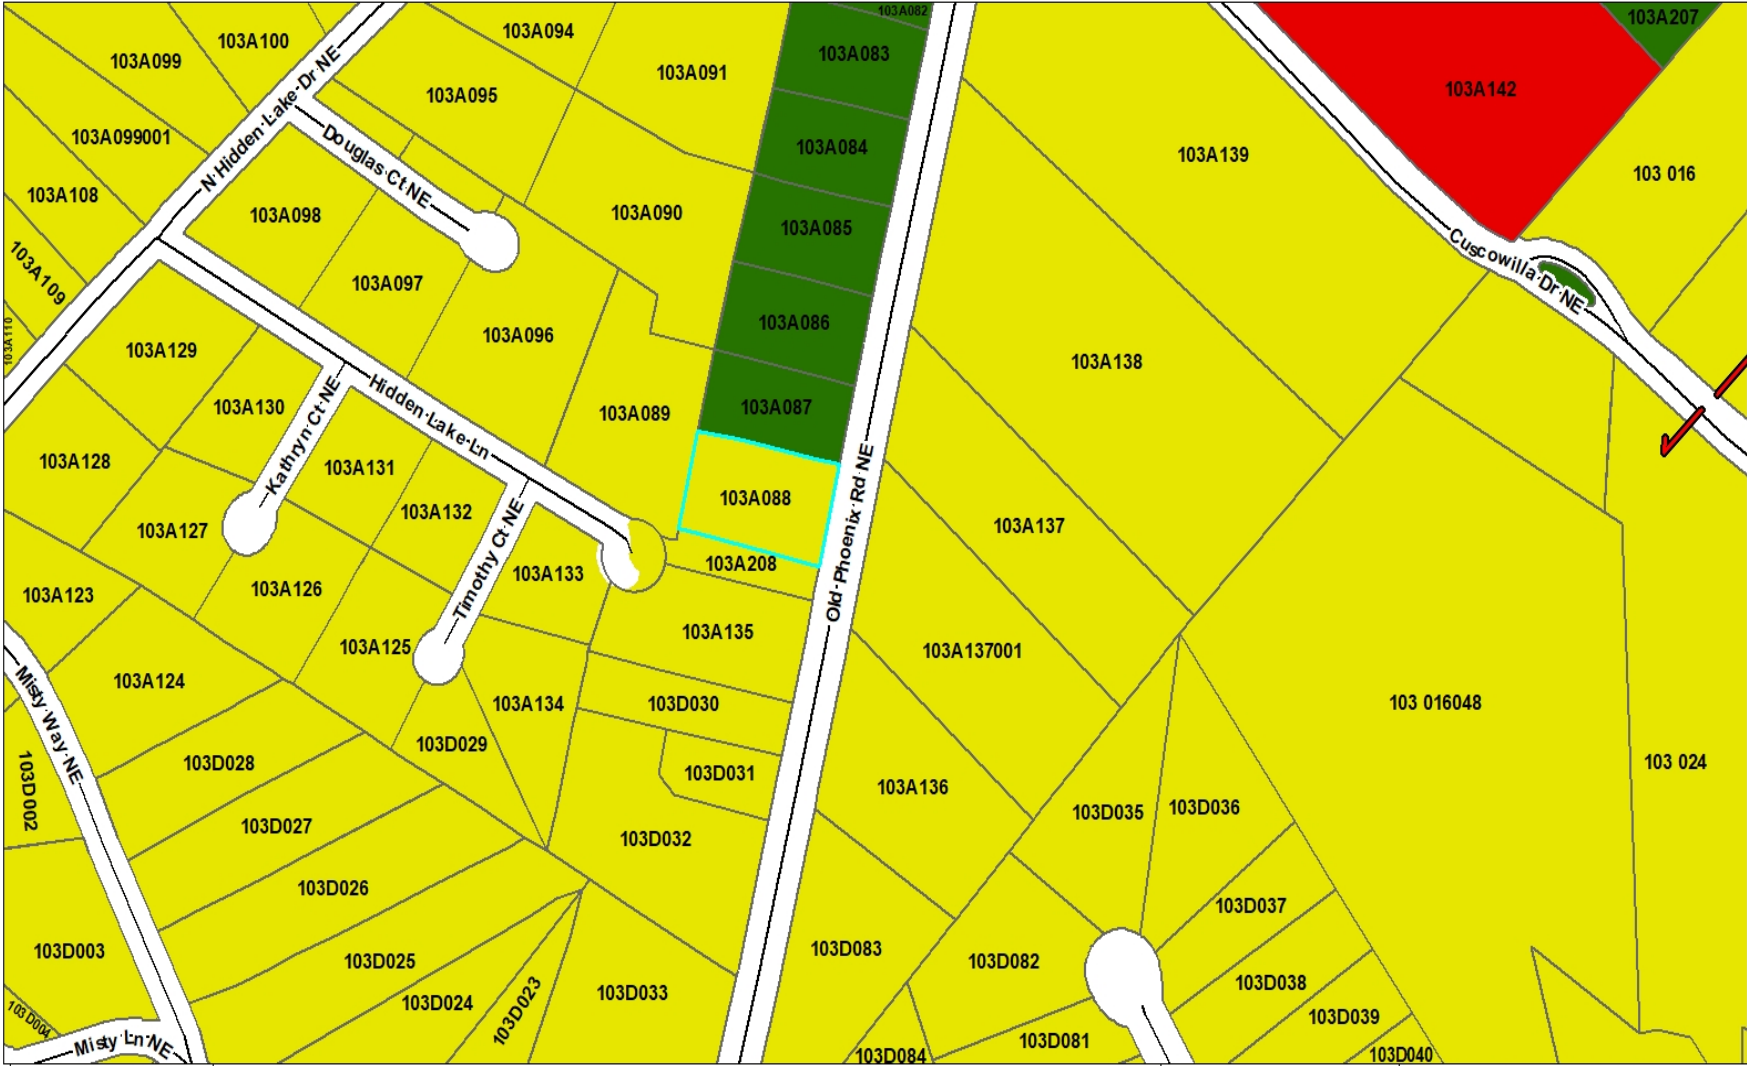 103A082
103A207
103A094
103A100
103A083
103A099
103A091
103A142
103A095
103A099001
N Hidden Lake Dr NE
Douglas Ct NE
103A084
103A139
103 016
103A108
103A098
103A090
103A085
Cuscowilla Dr NE
103A109
103A097
103A086
103A096
103A110
103A129
103A138
103A130
Kathryn Ct NE
Hidden Lake Ln
103A089
103A087
103A128
103A131
103A088
Old Phoenix Rd NE
103A132
103A127
103A137
Timothy Ct NE
103A133
103A208
103A126
103A123
103A135
103A125
103A137001
103A124
Misty Way NE
103A134
103D030
103 016048
103D029
103D028
103D031
103 024
103D002
103A136
103D035
103D036
103D027
103D032
103D026
103D037
103D003
103D083
103D082
103D025
103D038
103D024
103D023
103D033
103D039
103D004
Misty Ln NE
103D081
103D084
103D040